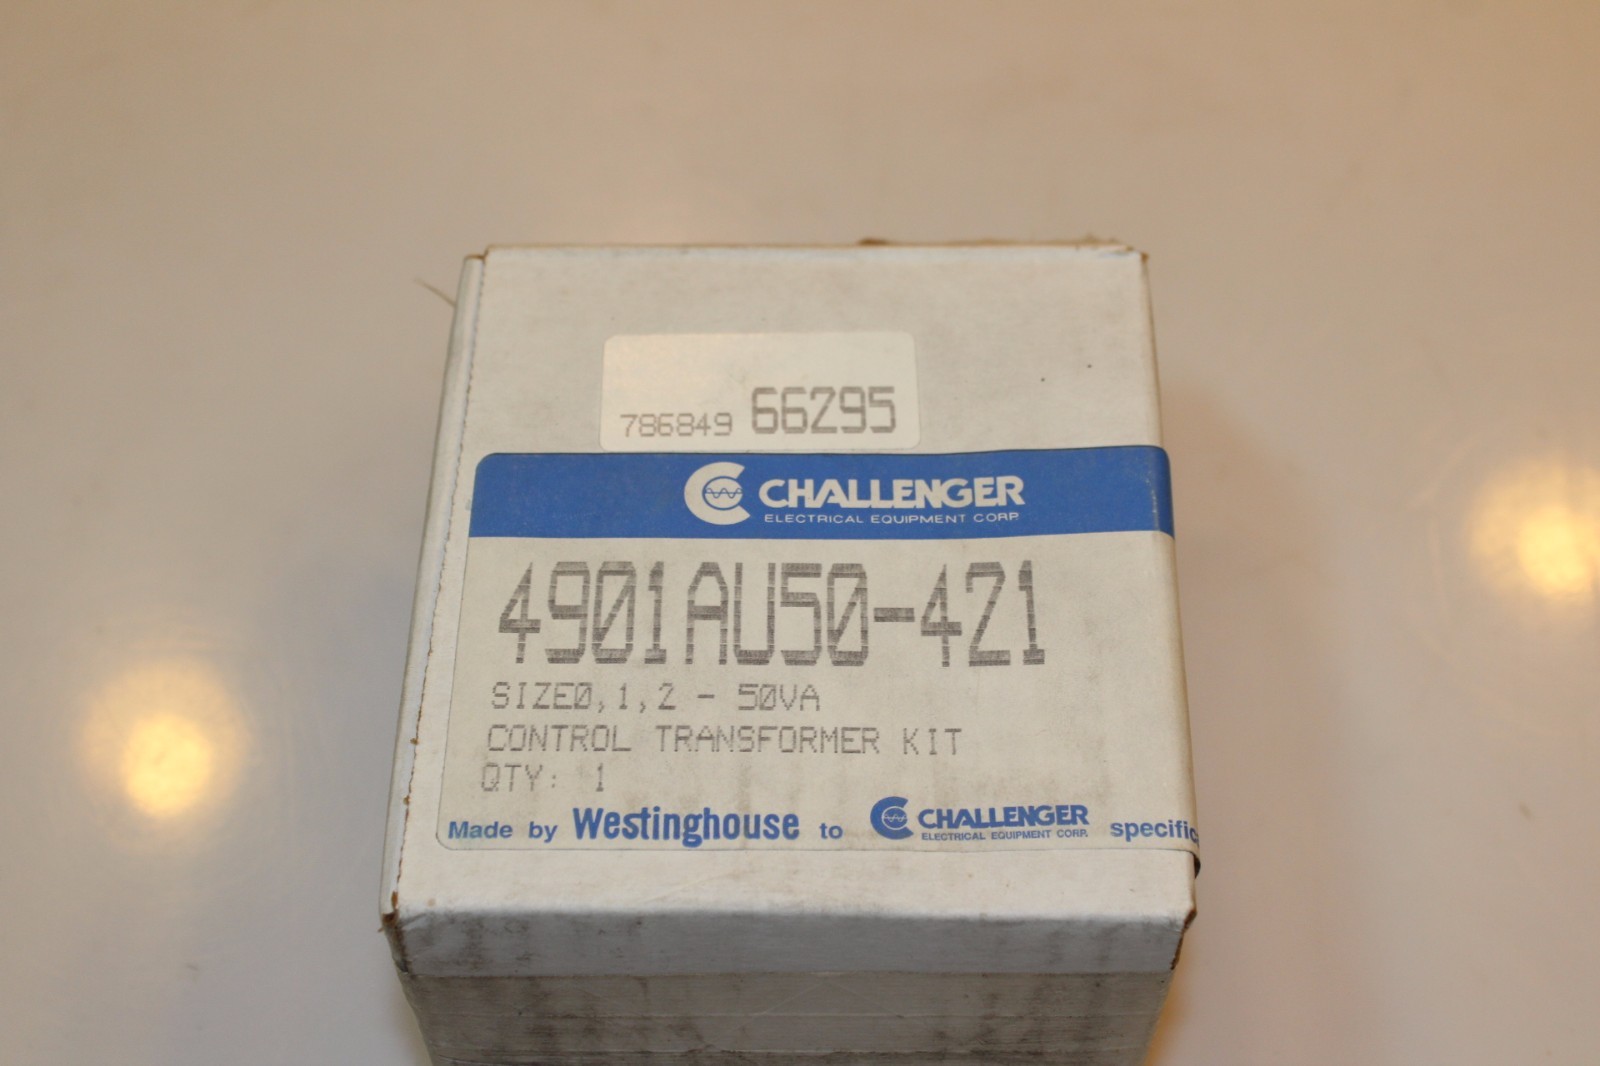 786849 66295
CHALLENGER
ELECTRICAL EQUIPMENT CORP.
4901AU50-421
SIZE0,1,2 - 50VA
CONTROL TRANSFORMER KIT
QTY: 1
Made by Westinghouse to CHALLENGER ELECTRICAL EQUIPMENT CORP. specific